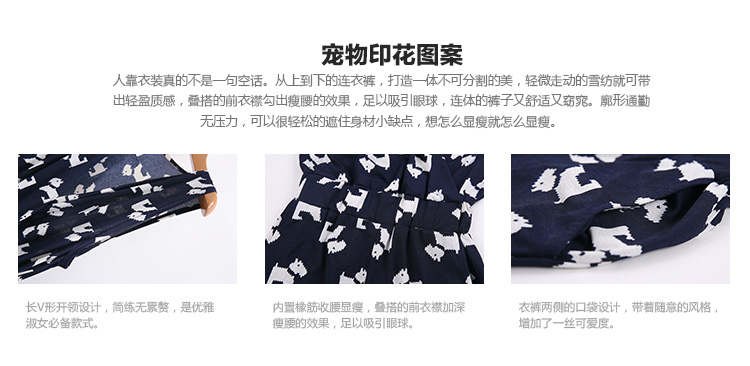 宠物印花图案
人靠衣装真的不是一句空话。从上到下的连衣裤，打造一体不可分割的美，轻微走动的雪纺就可带
出轻盈质感，叠搭的前衣襟勾出瘦腰的效果，足以吸引眼球，连体的裤子又舒适又窈窕。廓形通勤
无压力，可以很轻松的遮住身材小缺点，想怎么显瘦就怎么显瘦。
长V形开领设计，简练无累赘，是优雅
淑女必备款式。
内置橡筋收腰显瘦，叠搭的前衣襟加深
瘦腰的效果，足以吸引眼球。
衣裤两侧的口袋设计，带着随意的风格，
增加了一丝可爱度。